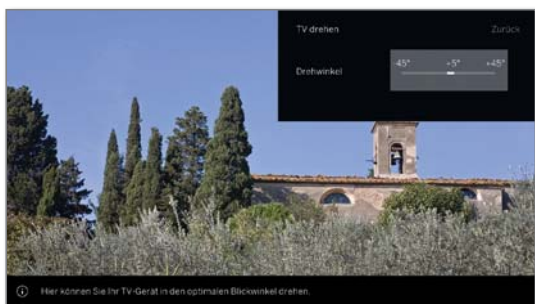 TV drehen Zurück
-45° +5° +45°
Drehwinkel
Hier können Sie Ihr TV-Gerät in den optimalen Blickwinkel drehen.